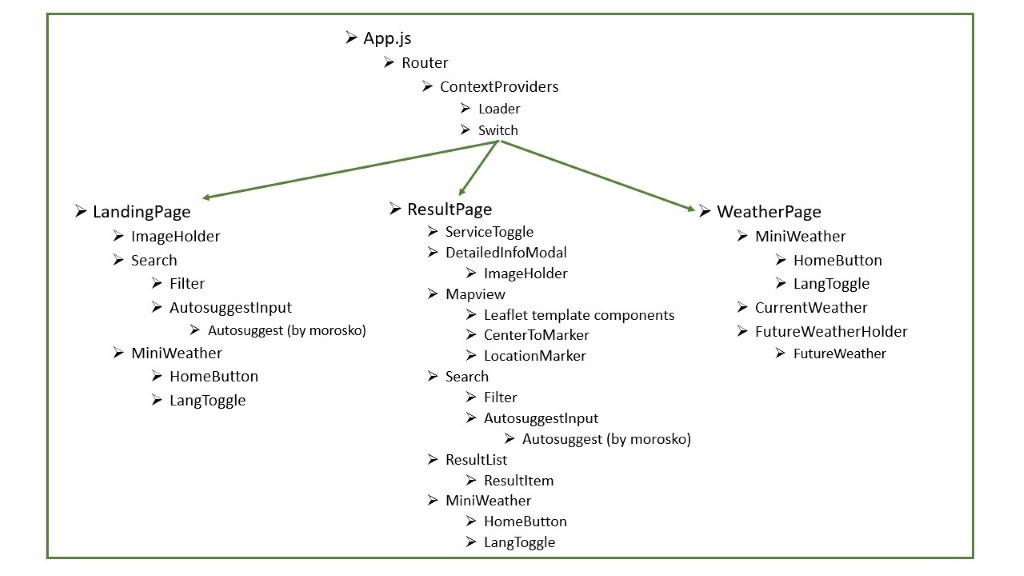 App.js
Router
ContextProviders
Loader
Switch
LandingPage
ImageHolder
Search
Filter
AutosuggestInput
Autosuggest (by morosko)
MiniWeather
HomeButton
LangToggle
ResultPage
ServiceToggle
DetailedInfoModal
ImageHolder
Mapview
Leaflet template components
CenterToMarker
LocationMarker
Search
Filter
AutosuggestInput
Autosuggest (by morosko)
ResultList
ResultItem
MiniWeather
HomeButton
LangToggle
WeatherPage
MiniWeather
HomeButton
LangToggle
CurrentWeather
FutureWeatherHolder
FutureWeather